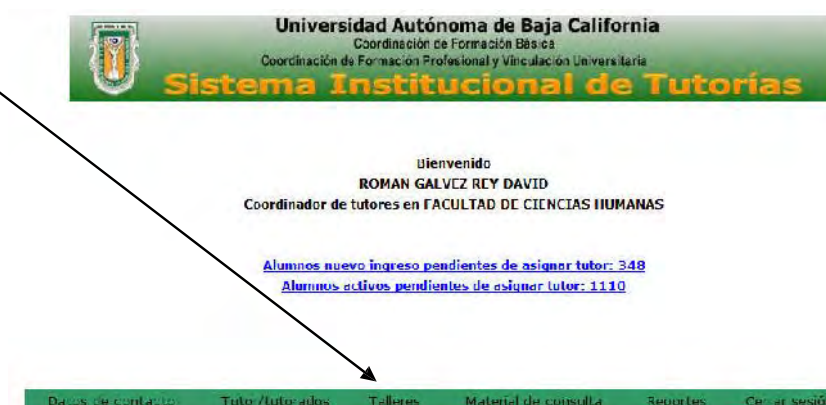 Universidad Autónoma de Baja California
Coordinación de Formación Básica
Coordinación de Formación Profesional y Vinculación Universitaria
Sistema Institucional de Tutorías
Bienvenido
ROMAN GALVEZ REY DAVID
Coordinador de tutores en FACULTAD DE CIENCIAS HUMANAS
Alumnos nuevo ingreso pendientes de asignar tutor: 348
Alumnos activos pendientes de asignar tutor: 1110
Datos de contacto Tutor/tutorados Talleres Material de consulta Reportes Cerrar sesió